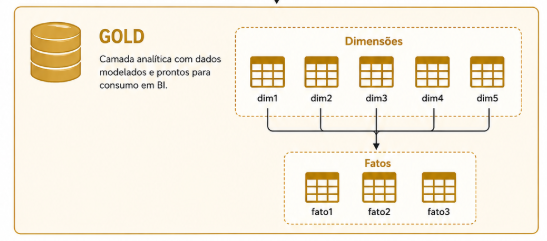 GOLD
Camada analítica com dados
modelados e prontos para
consumo em BI.
Dimensões
dim1 dim2 dim3 dim4 dim5
Fatos
fato1 fato2 fato3